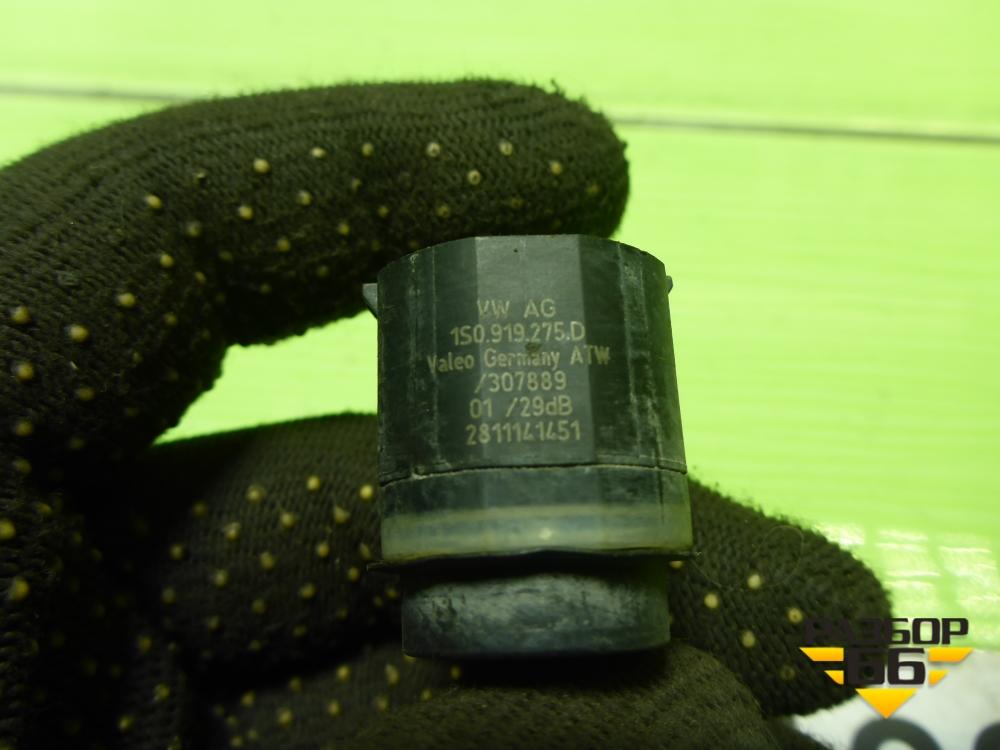 VW AG
1S0.919.275.D
Valeo Germany ATW
/307889
01 /29dB
2811141451
РАЗБОР
66